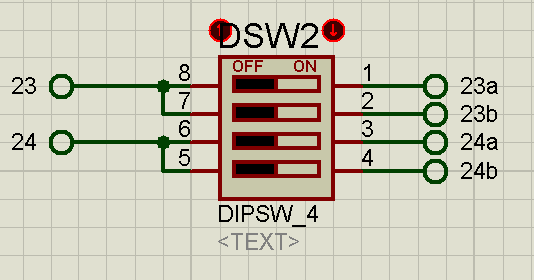 DSW2
OFF ON
23 8 1 23a
7 2 23b
24 6 3 24a
5 4 24b
DIPSW_4
<TEXT>